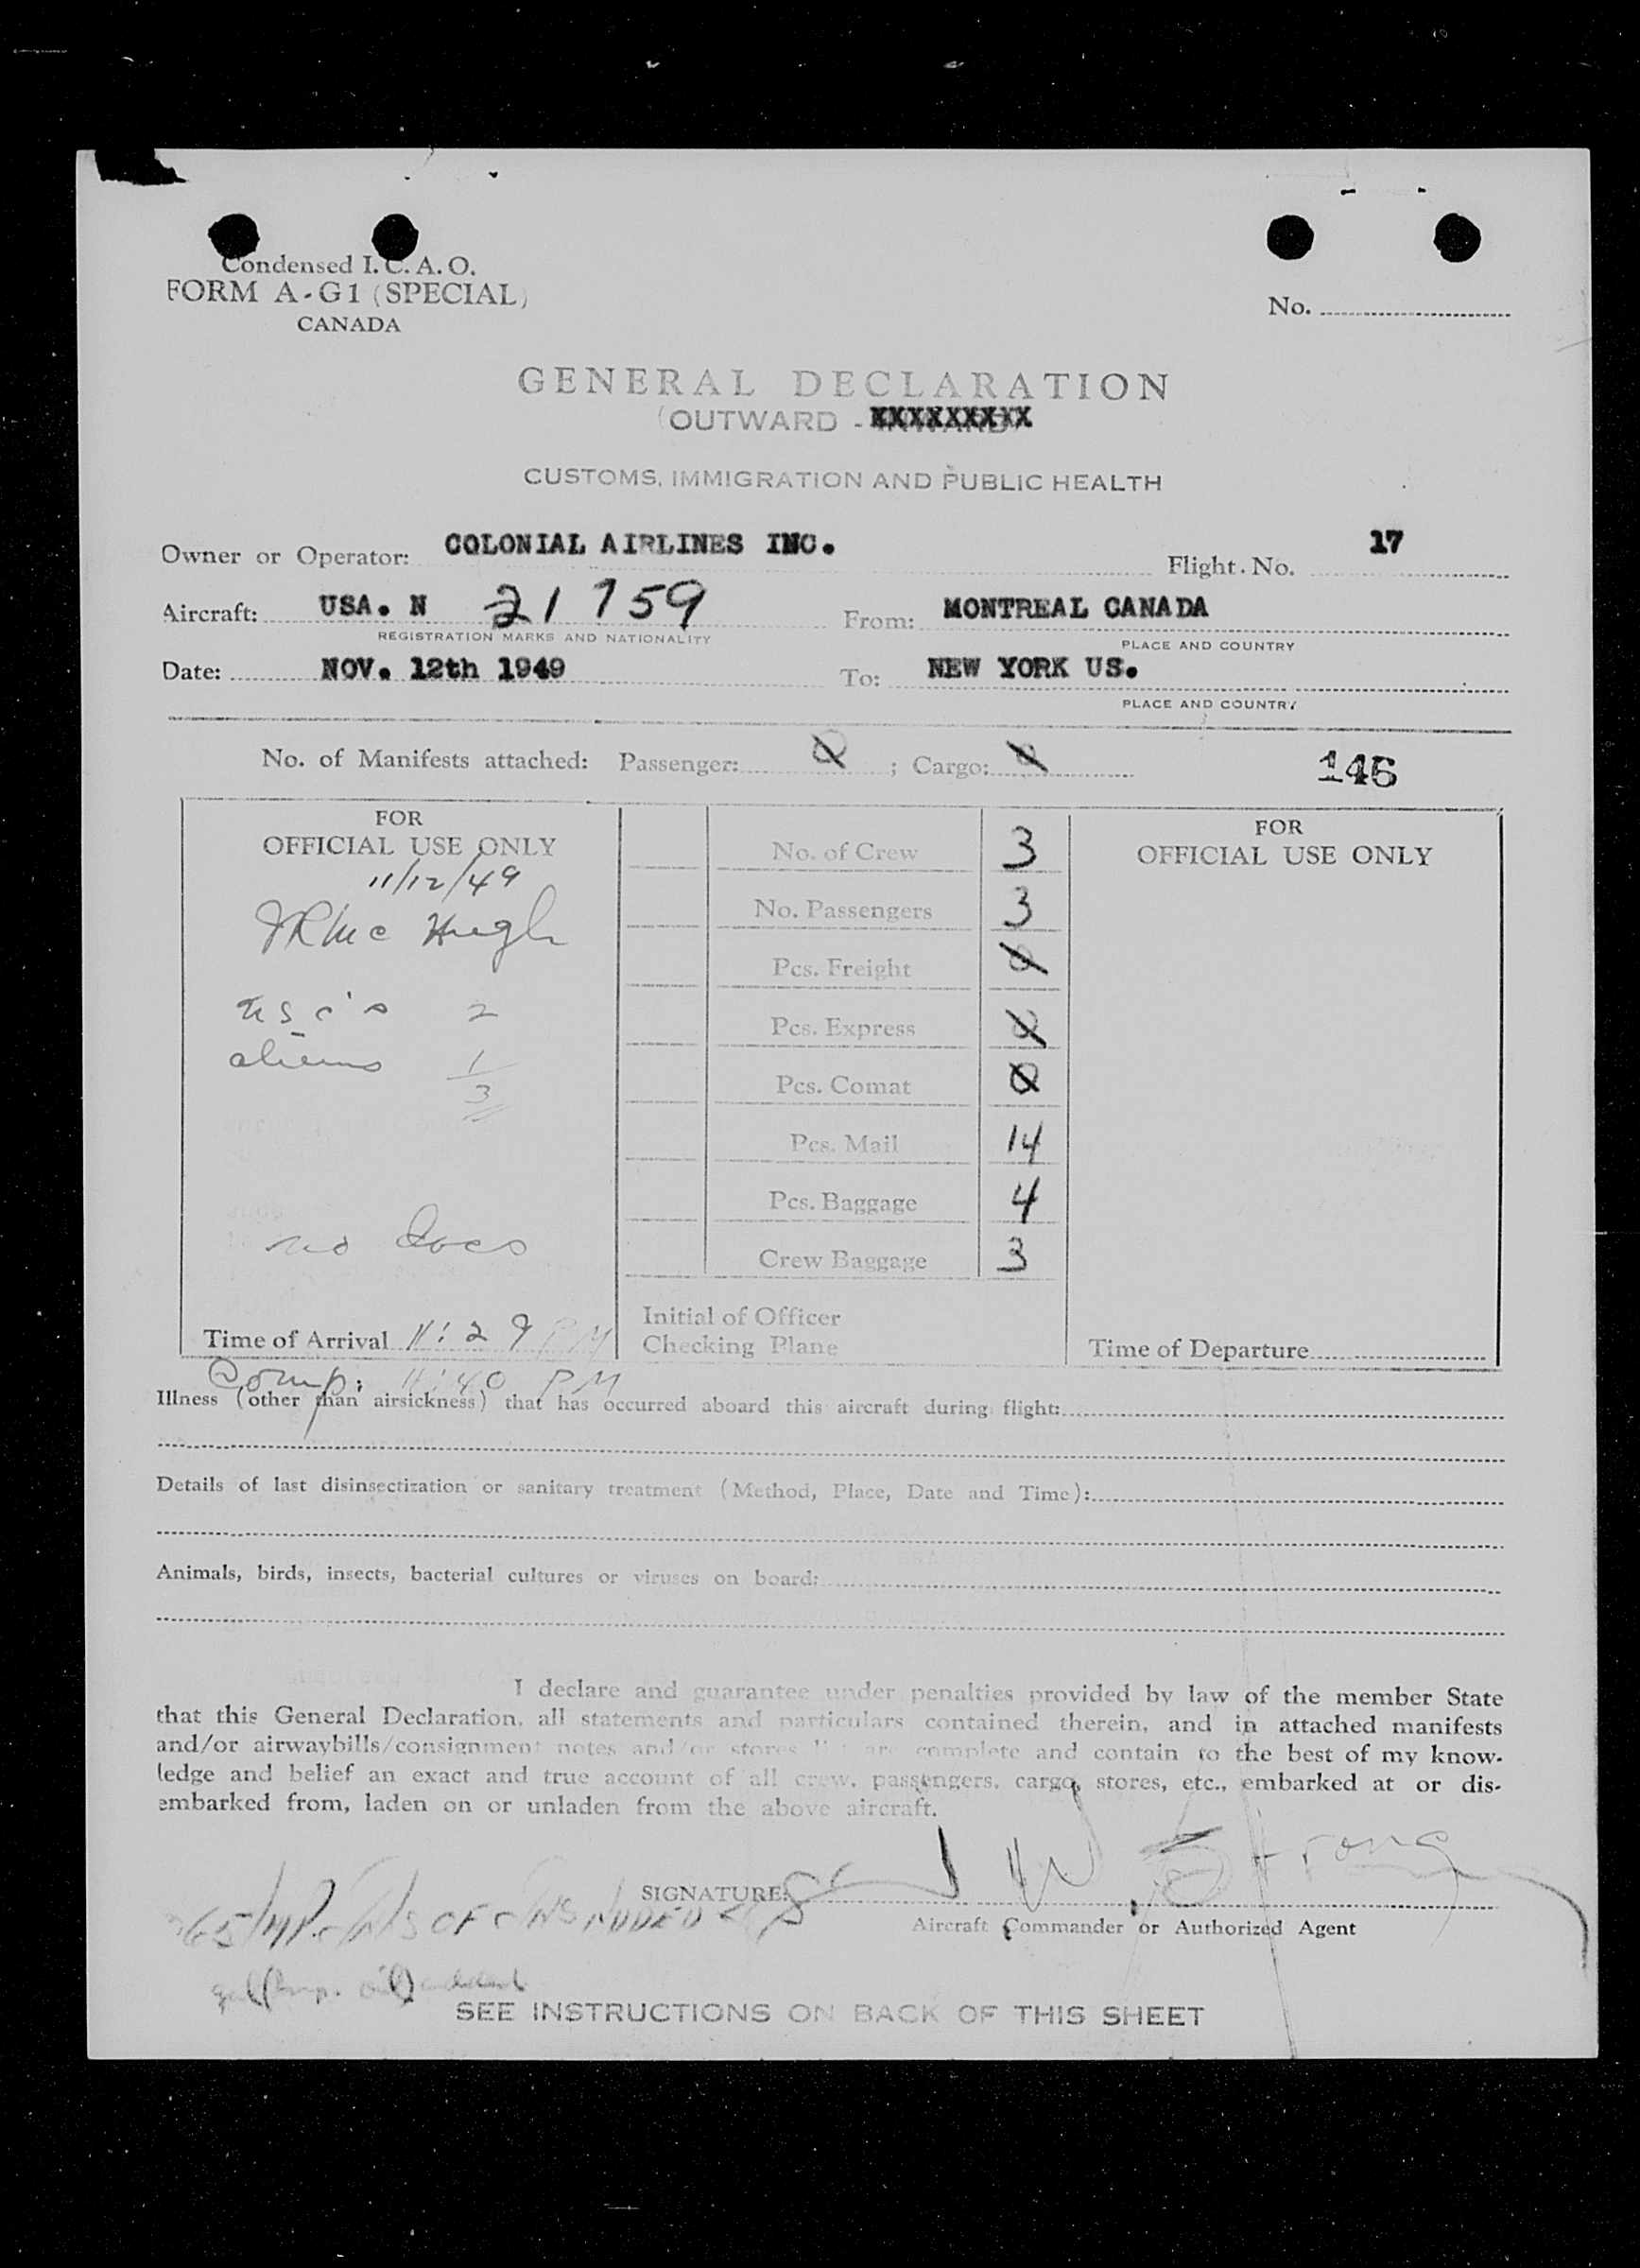 Condensed I. C. A. O.
FORM A-G1 (SPECIAL)
CANADA
No.
GENERAL DECLARATION
(OUTWARD - XXXXXXXXX
CUSTOMS, IMMIGRATION AND PUBLIC HEALTH
Owner or Operator: COLONIAL AIRLINES INC. Flight. No. 17
Aircraft: USA. N 21759 From: MONTREAL CANADA
REGISTRATION MARKS AND NATIONALITY PLACE AND COUNTRY
Date: NOV. 12th 1949 To: NEW YORK US.
PLACE AND COUNTRY
No. of Manifests attached: Passenger: 0 ; Cargo: 0 146
FOR
OFFICIAL USE ONLY
11/12/49
JR Mc Hugh
usc's 2
aliens 1
3
no docs
Time of Arrival 11:29 PM
Comp: 11:40 PM
No. of Crew 3
No. Passengers 3
Pcs. Freight 0
Pcs. Express 0
Pcs. Comat 0
Pcs. Mail 14
Pcs. Baggage 4
Crew Baggage 3
Initial of Officer
Checking Plane
FOR
OFFICIAL USE ONLY
Time of Departure
Illness (other than airsickness) that has occurred aboard this aircraft during flight:
Details of last disinsectization or sanitary treatment (Method, Place, Date and Time):
Animals, birds, insects, bacterial cultures or viruses on board:
I declare and guarantee under penalties provided by law of the member State
that this General Declaration, all statements and particulars contained therein, and in attached manifests
and/or airwaybills/consignment notes and/or stores are complete and contain to the best of my know-
ledge and belief an exact and true account of all crew, passengers, cargo, stores, etc., embarked at or dis-
embarked from, laden on or unladen from the above aircraft.
SIGNATURE: W Strong
Aircraft Commander or Authorized Agent
SEE INSTRUCTIONS ON BACK OF THIS SHEET